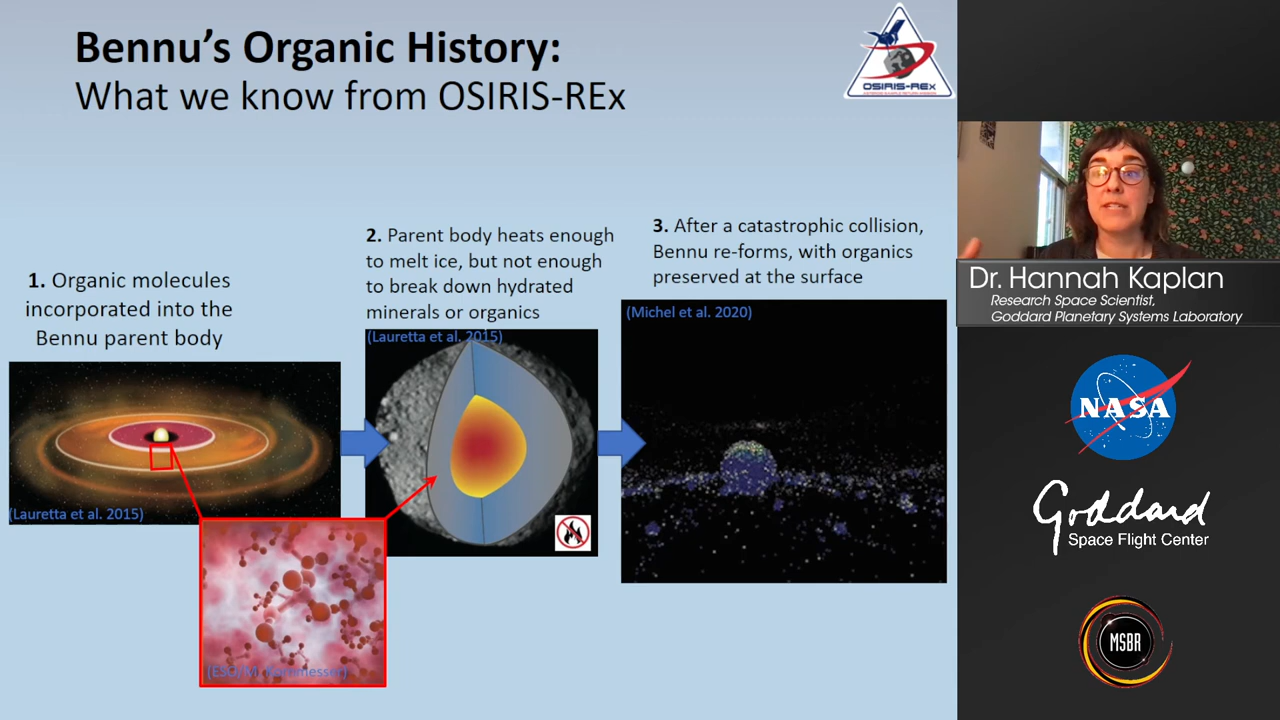 Bennu's Organic History:
What we know from OSIRIS-REx
OSIRIS-REx
1. Organic molecules
incorporated into the
Bennu parent body
(Lauretta et al. 2015)
2. Parent body heats enough
to melt ice, but not enough
to break down hydrated
minerals or organics
(Lauretta et al. 2015)
3. After a catastrophic collision,
Bennu re-forms, with organics
preserved at the surface
(Michel et al. 2020)
(ESO/M. Kornmesser)
Dr. Hannah Kaplan
Research Space Scientist,
Goddard Planetary Systems Laboratory
NASA
Goddard
Space Flight Center
MSBR